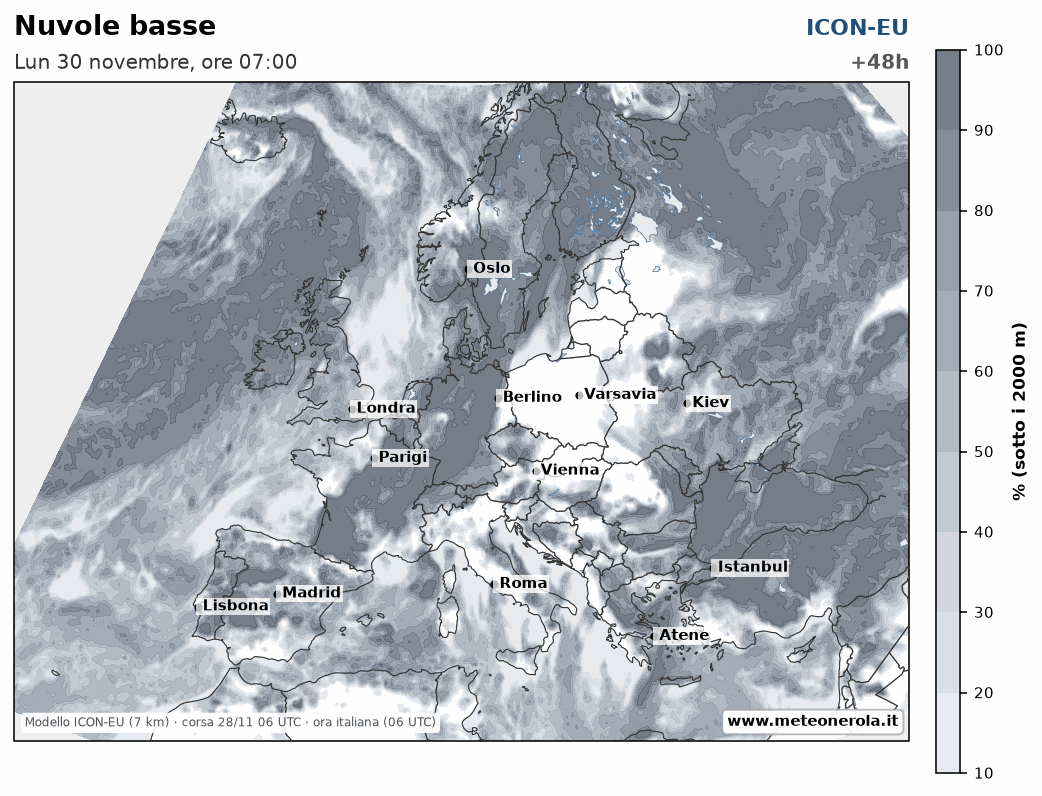 Nuvole basse
ICON-EU
Lun 30 novembre, ore 07:00
+48h
100
90
80
70
60
50
40
30
20
10
% (sotto i 2000 m)
Oslo
Londra
Berlino
Varsavia
Kiev
Parigi
Vienna
Istanbul
Roma
Madrid
Lisbona
Atene
Modello ICON-EU (7 km) · corsa 28/11 06 UTC · ora italiana (06 UTC)
www.meteonerola.it